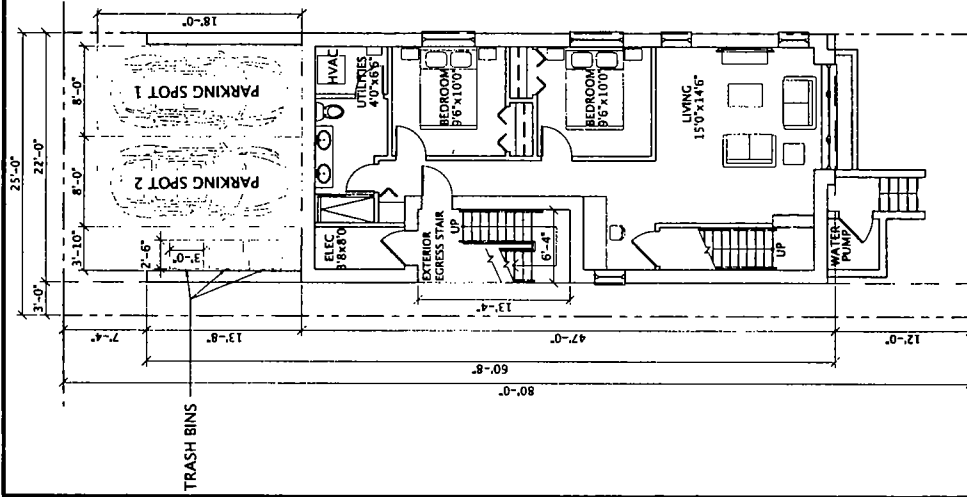 18'-0"
25'-0"
22'-0"
8'-0"
8'-0"
3'-10"
3'-0"
2'-6"
3'-0"
PARKING SPOT 1
PARKING SPOT 2
TRASH BINS
7'-4"
13'-8"
47'-0"
12'-0"
60'-8"
80'-0"
HVAC
UTILITIES
4'0"x6'6"
BEDROOM
9'6"x10'0"
BEDROOM
9'6"x10'0"
LIVING
15'0"x14'6"
ELEC
3'8x8'0
EXTERIOR
EGRESS STAIR
UP
6'-4"
13'-4"
UP
WATER
PUMP